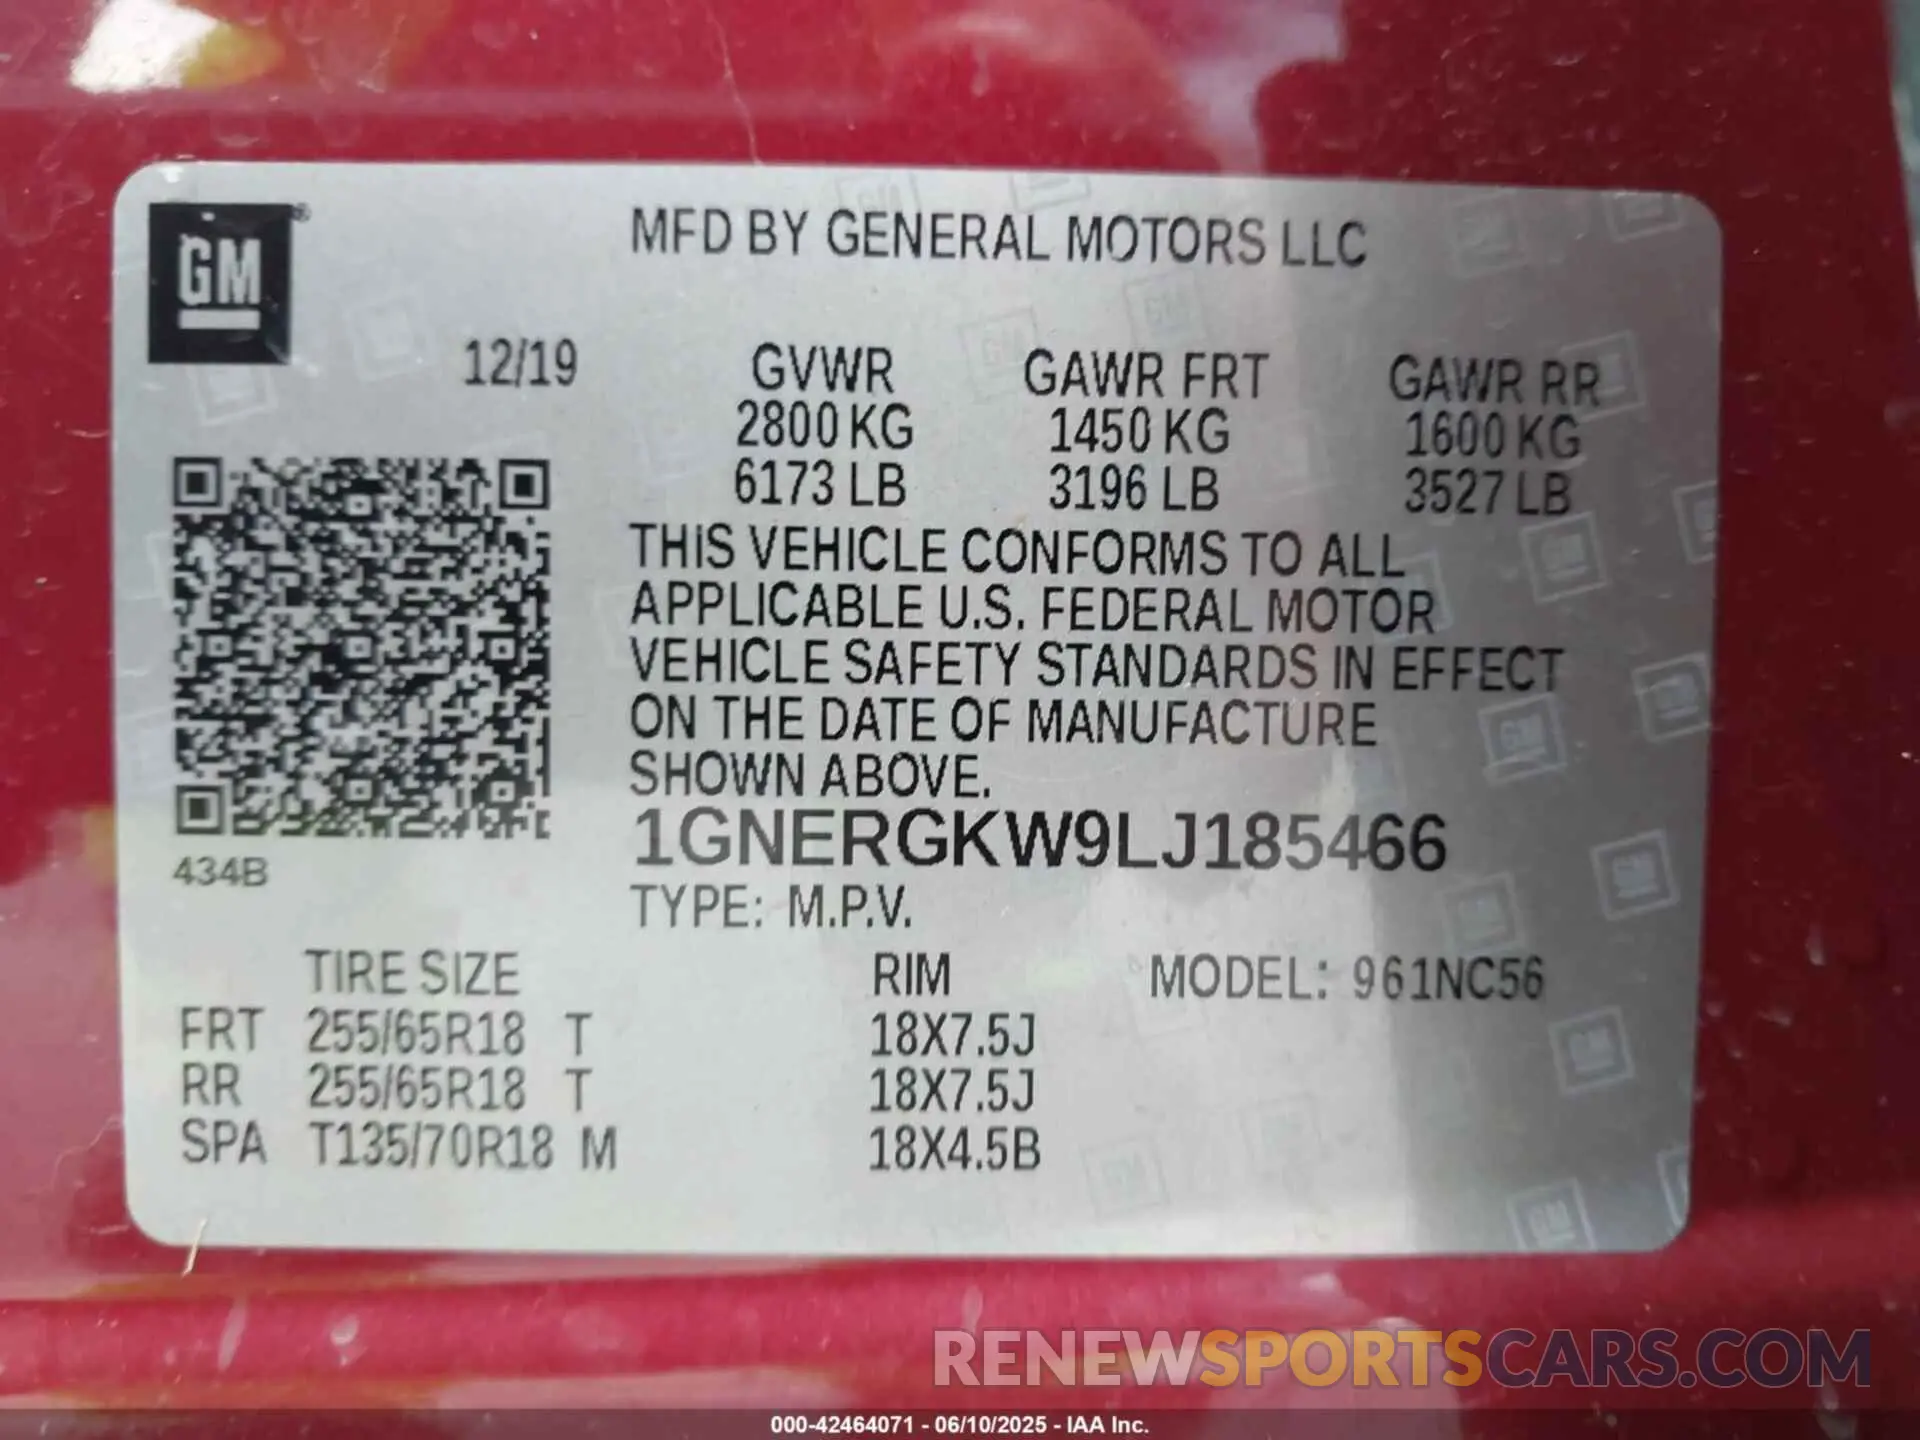 GM®
MFD BY GENERAL MOTORS LLC
12/19 GVWR GAWR FRT GAWR RR
2800 KG 1450 KG 1600 KG
6173 LB 3196 LB 3527 LB
THIS VEHICLE CONFORMS TO ALL
APPLICABLE U.S. FEDERAL MOTOR
VEHICLE SAFETY STANDARDS IN EFFECT
ON THE DATE OF MANUFACTURE
SHOWN ABOVE.
1GNERGKW9LJ185466
434B
TYPE: M.P.V.
TIRE SIZE RIM MODEL: 961NC56
FRT 255/65R18 T 18X7.5J
RR 255/65R18 T 18X7.5J
SPA T135/70R18 M 18X4.5B
RENEWSPORTSCARS.COM
000-42464071 - 06/10/2025 - IAA Inc.